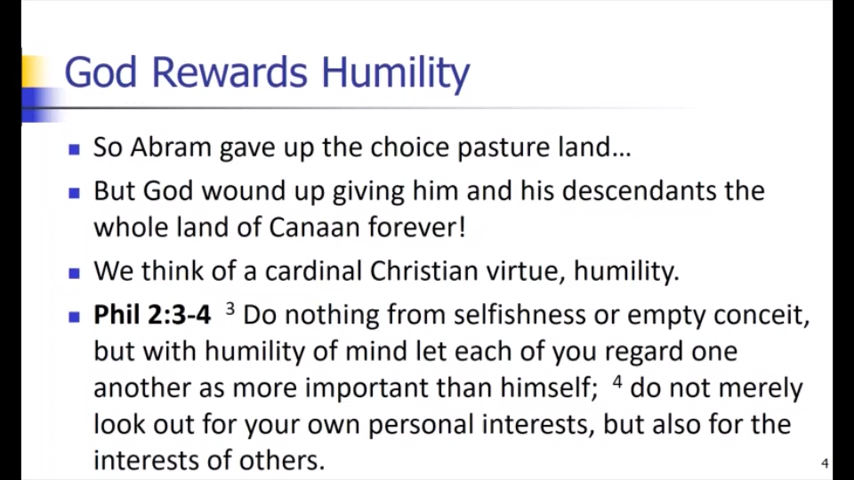 God Rewards Humility
So Abram gave up the choice pasture land...
But God wound up giving him and his descendants the
whole land of Canaan forever!
We think of a cardinal Christian virtue, humility.
Phil 2:3-4 3 Do nothing from selfishness or empty conceit,
but with humility of mind let each of you regard one
another as more important than himself; 4 do not merely
look out for your own personal interests, but also for the
interests of others.
4